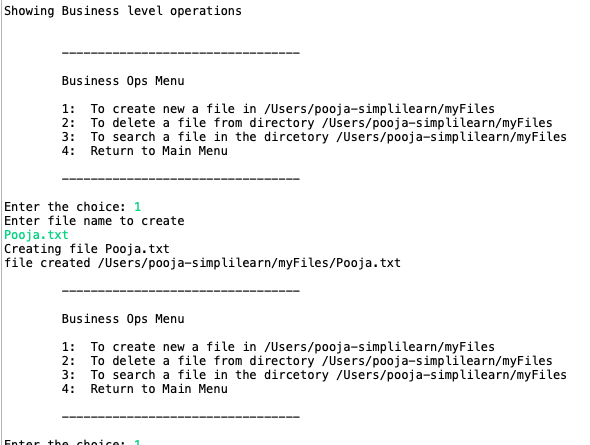 Showing Business level operations
--------------------------------
Business Ops Menu
1: To create new a file in /Users/pooja-simplilearn/myFiles
2: To delete a file from directory /Users/pooja-simplilearn/myFiles
3: To search a file in the dircetory /Users/pooja-simplilearn/myFiles
4: Return to Main Menu
--------------------------------
Enter the choice: 1
Enter file name to create
Pooja.txt
Creating file Pooja.txt
file created /Users/pooja-simplilearn/myFiles/Pooja.txt
--------------------------------
Business Ops Menu
1: To create new a file in /Users/pooja-simplilearn/myFiles
2: To delete a file from directory /Users/pooja-simplilearn/myFiles
3: To search a file in the dircetory /Users/pooja-simplilearn/myFiles
4: Return to Main Menu
--------------------------------
Enter the choice: 1